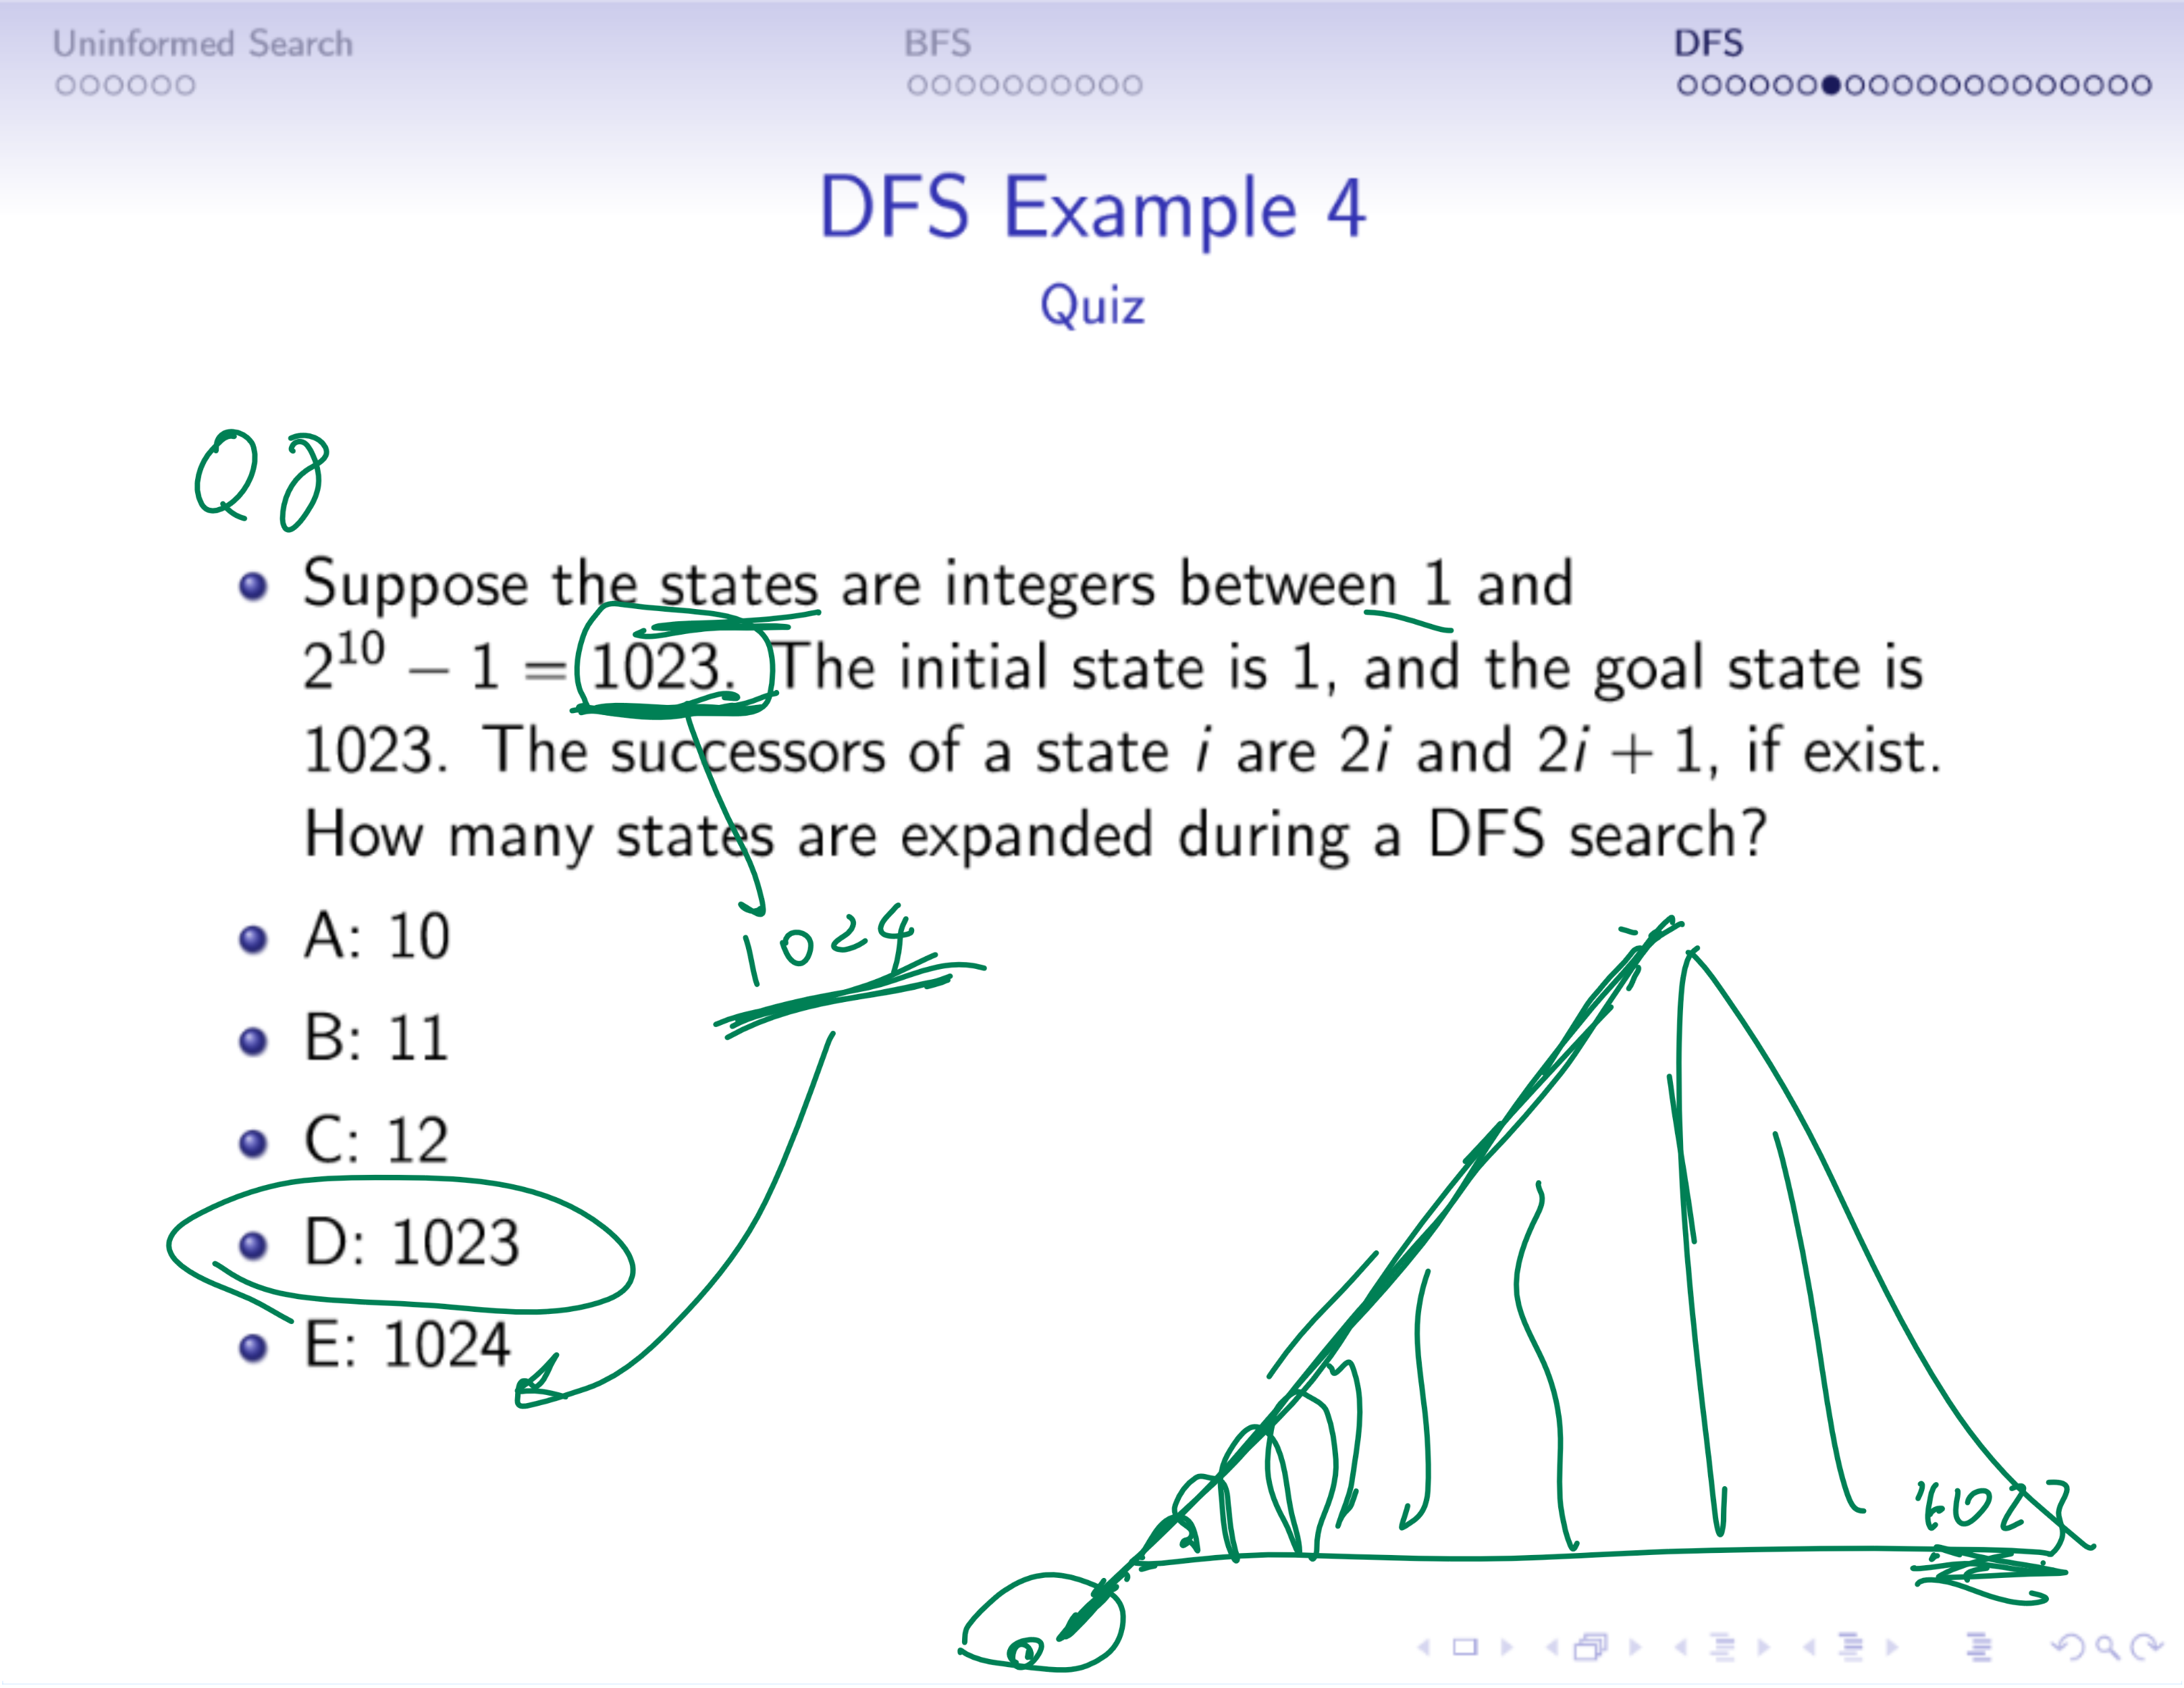 Uninformed Search BFS DFS
DFS Example 4
Quiz
Q8
Suppose the states are integers between 1 and
2^10 − 1 = 1023. The initial state is 1, and the goal state is
1023. The successors of a state i are 2i and 2i + 1, if exist.
How many states are expanded during a DFS search?
A: 10
1024
B: 11
C: 12
D: 1023
E: 1024
1023